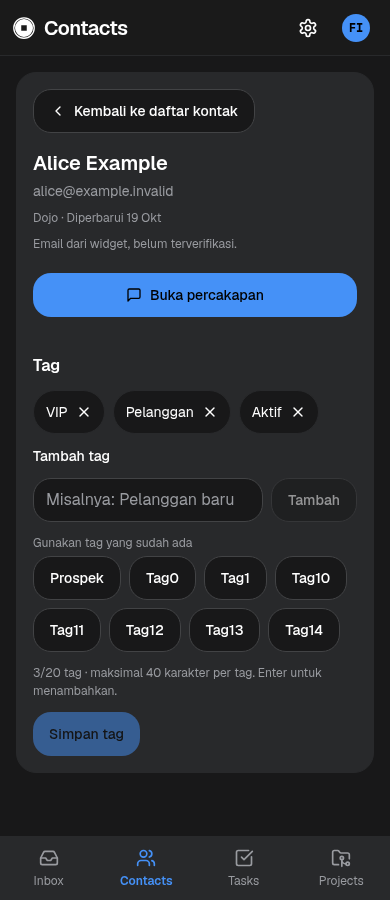 Contacts
FI
Kembali ke daftar kontak
Alice Example
alice@example.invalid
Dojo · Diperbarui 19 Okt
Email dari widget, belum terverifikasi.
Buka percakapan
Tag
VIP
Pelanggan
Aktif
Tambah tag
Misalnya: Pelanggan baru
Tambah
Gunakan tag yang sudah ada
Prospek
Tag0
Tag1
Tag10
Tag11
Tag12
Tag13
Tag14
3/20 tag · maksimal 40 karakter per tag. Enter untuk
menambahkan.
Simpan tag
Inbox
Contacts
Tasks
Projects